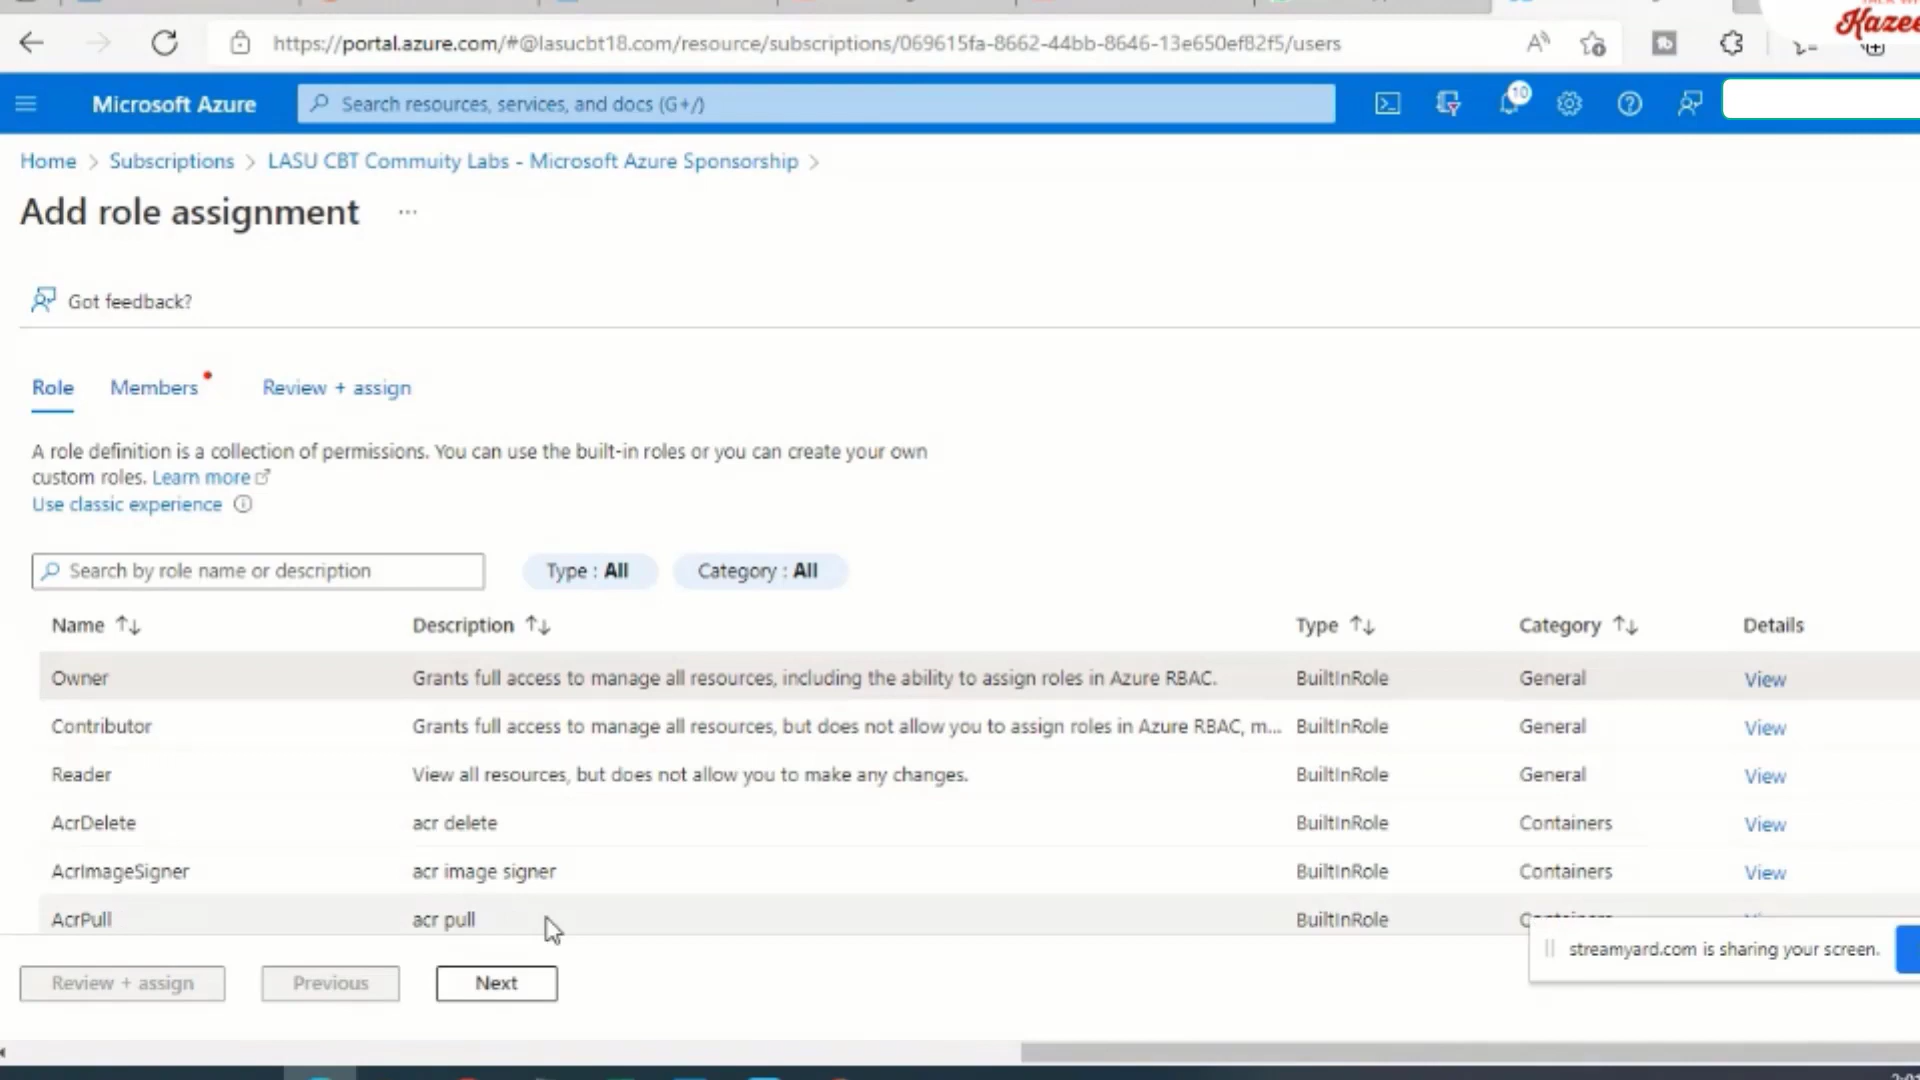 https://portal.azure.com/#@lasucbt18.com/resource/subscriptions/069615fa-8662-44bb-8646-13e650ef82f5/users
Microsoft Azure
Search resources, services, and docs (G+/)
10
Home > Subscriptions > LASU CBT Commuity Labs - Microsoft Azure Sponsorship >
Add role assignment ...
Got feedback?
Role Members Review + assign
A role definition is a collection of permissions. You can use the built-in roles or you can create your own
custom roles. Learn more
Use classic experience
Search by role name or description Type : All Category : All
Name Description Type Category Details
Owner Grants full access to manage all resources, including the ability to assign roles in Azure RBAC. BuiltInRole General View
Contributor Grants full access to manage all resources, but does not allow you to assign roles in Azure RBAC, m... BuiltInRole General View
Reader View all resources, but does not allow you to make any changes. BuiltInRole General View
AcrDelete acr delete BuiltInRole Containers View
AcrImageSigner acr image signer BuiltInRole Containers View
AcrPull acr pull BuiltInRole
streamyard.com is sharing your screen.
Review + assign Previous Next